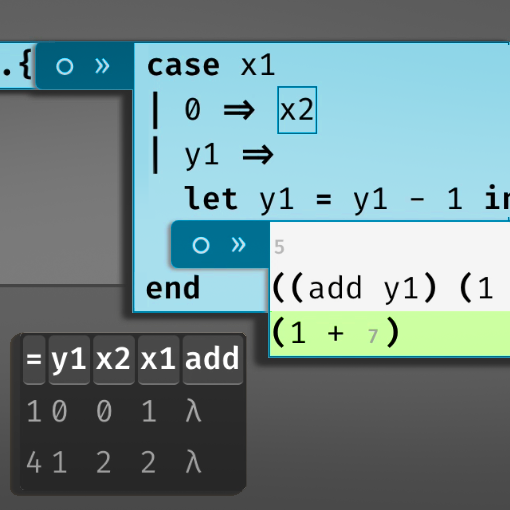 .{ ○ » case x1
| 0 ⇒ x2
| y1 ⇒
let y1 = y1 - 1 in
○ » 5
((add y1) (1
end
(1 + 7)
= y1 x2 x1 add
1 0 0 1 λ
4 1 2 2 λ